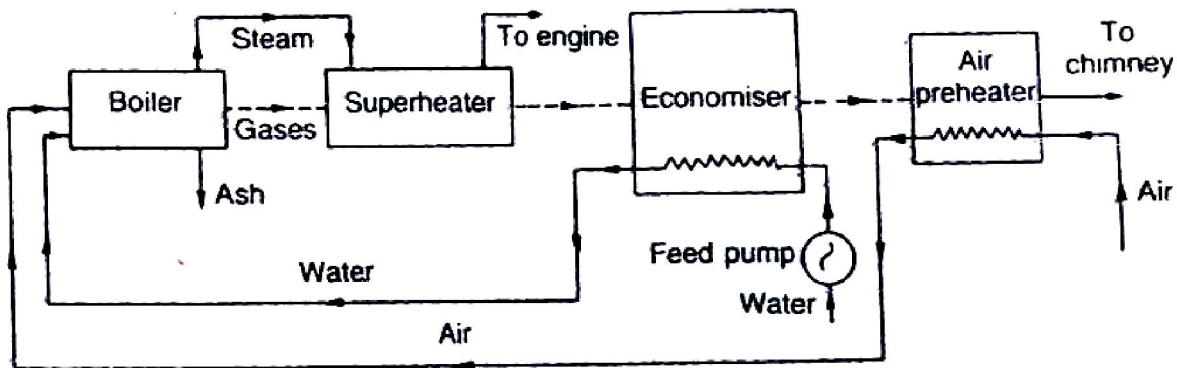 Steam
To engine
Boiler
Gases
Superheater
Economiser
Air
preheater
To
chimney
Ash
Air
Feed pump
Water
Water
Air